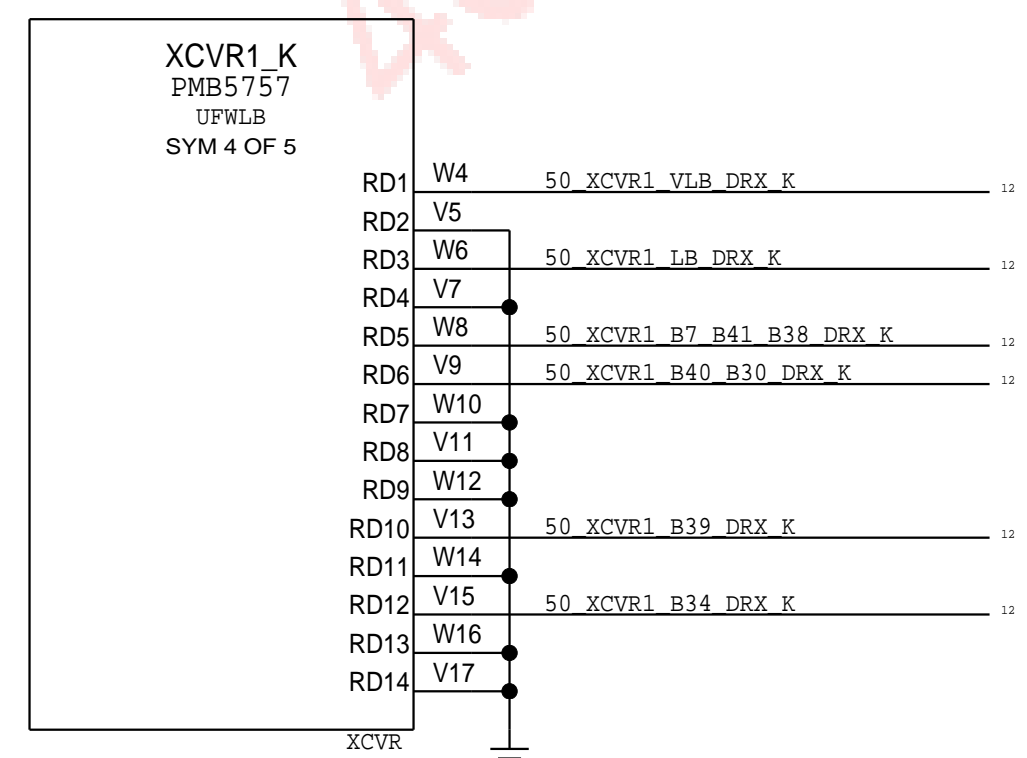 XCVR1_K
PMB5757
UFWLB
SYM 4 OF 5
RD1 W4 50_XCVR1_VLB_DRX_K 12
RD2 V5
RD3 W6 50_XCVR1_LB_DRX_K 12
RD4 V7
RD5 W8 50_XCVR1_B7_B41_B38_DRX_K 12
RD6 V9 50_XCVR1_B40_B30_DRX_K 12
RD7 W10
RD8 V11
RD9 W12
RD10 V13 50_XCVR1_B39_DRX_K 12
RD11 W14
RD12 V15 50_XCVR1_B34_DRX_K 12
RD13 W16
RD14 V17
XCVR